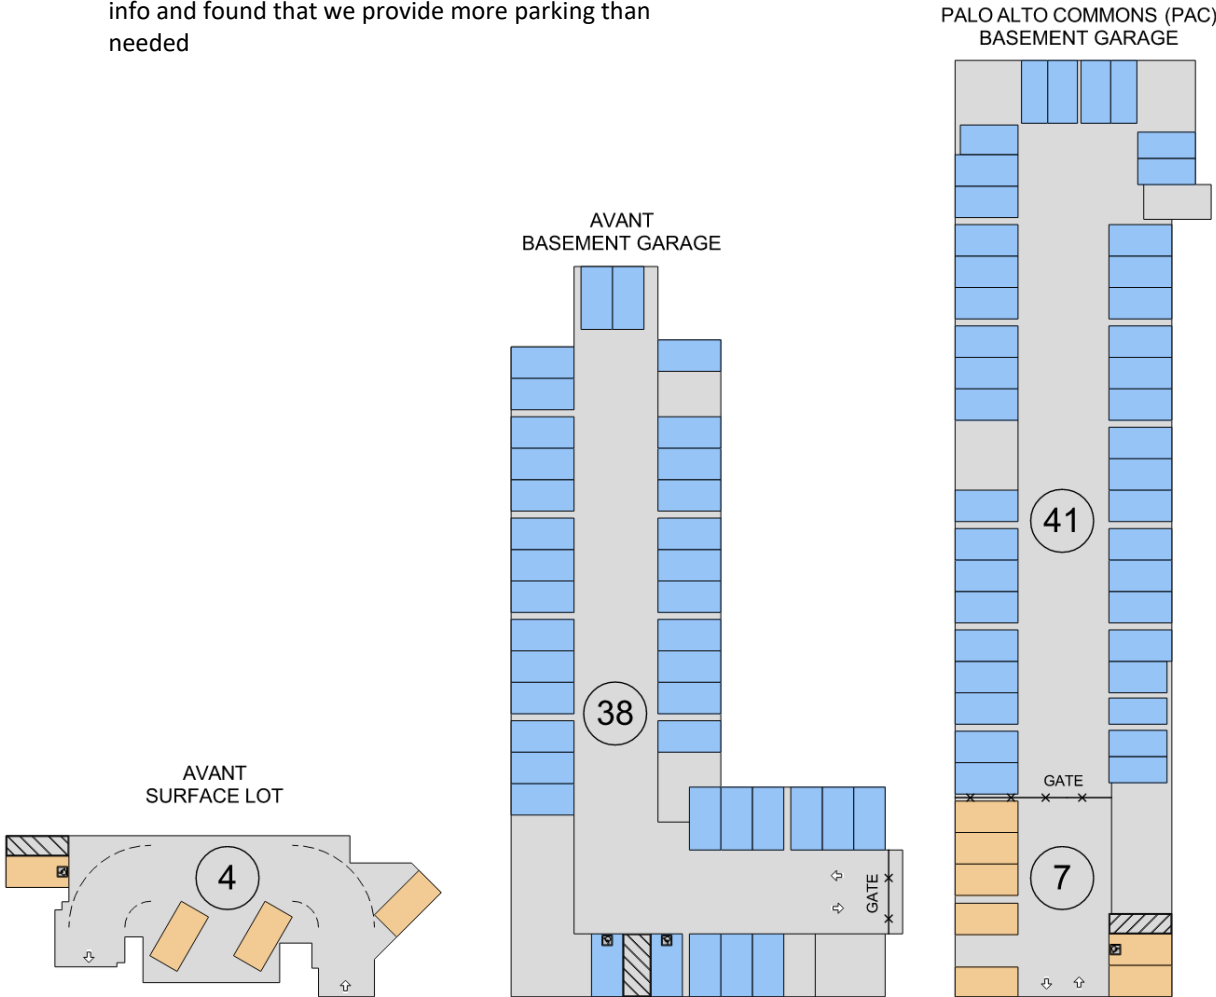 info and found that we provide more parking than
needed
PALO ALTO COMMONS (PAC)
BASEMENT GARAGE
AVANT
BASEMENT GARAGE
41
38
AVANT
SURFACE LOT
GATE
4
7
GATE